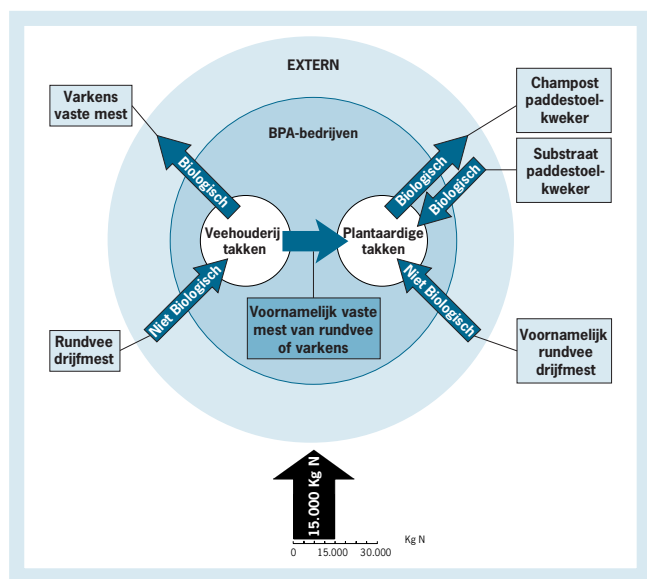 EXTERN
Varkens
vaste mest
Champost
paddestoel-
kweker
BPA-bedrijven
Substraat
paddestoel-
kweker
Biologisch
Biologisch
Biologisch
Veehouderij
takken
Plantaardige
takken
Niet Biologisch
Niet Biologisch
Voornamelijk vaste
mest van rundvee
of varkens
Rundvee
drijfmest
Voornamelijk
rundvee
drijfmest
15.000 Kg N
Kg N
0 15.000 30.000